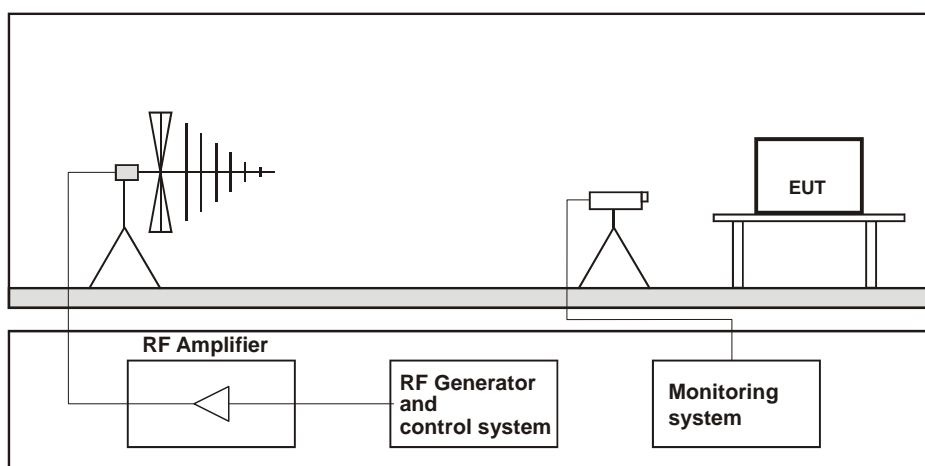 EUT
RF Amplifier
RF Generator
and
control system
Monitoring
system